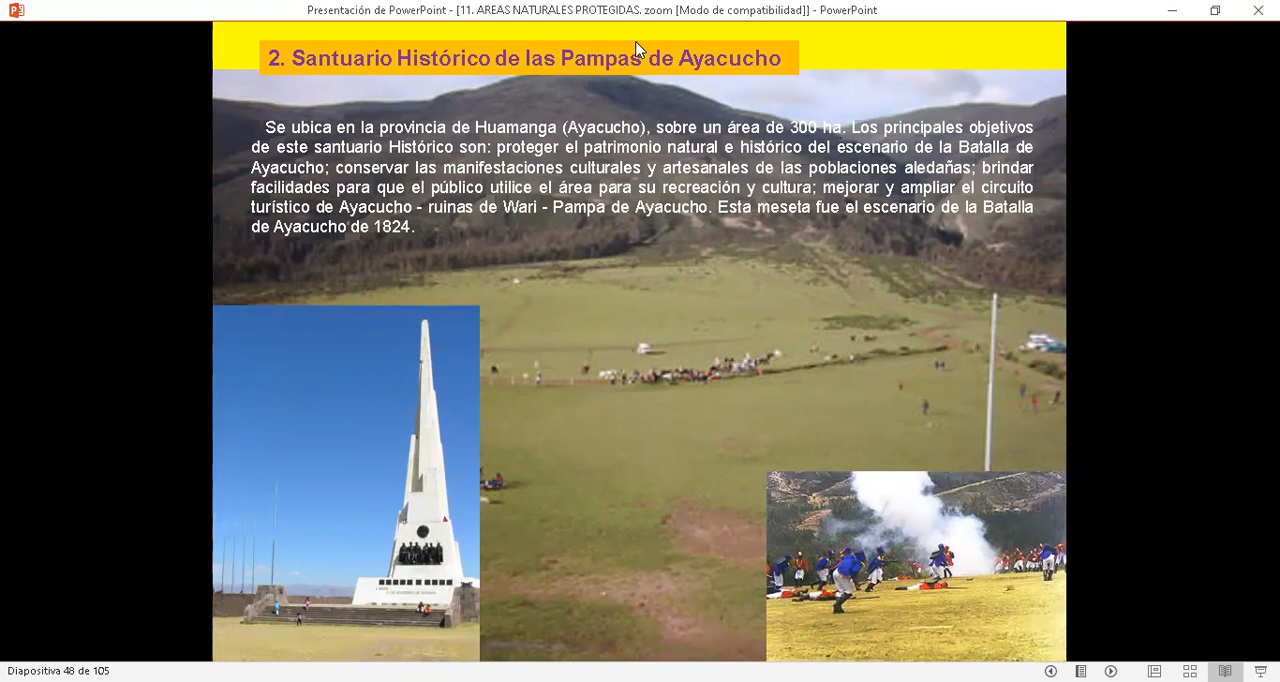 Presentación de PowerPoint - [11. AREAS NATURALES PROTEGIDAS. zoom [Modo de compatibilidad]] - PowerPoint
2. Santuario Histórico de las Pampas de Ayacucho
Se ubica en la provincia de Huamanga (Ayacucho), sobre un área de 300 ha. Los principales objetivos
de este santuario Histórico son: proteger el patrimonio natural e histórico del escenario de la Batalla de
Ayacucho; conservar las manifestaciones culturales y artesanales de las poblaciones aledañas; brindar
facilidades para que el público utilice el área para su recreación y cultura; mejorar y ampliar el circuito
turístico de Ayacucho - ruinas de Wari - Pampa de Ayacucho. Esta meseta fue el escenario de la Batalla
de Ayacucho de 1824.
Diapositiva 48 de 105